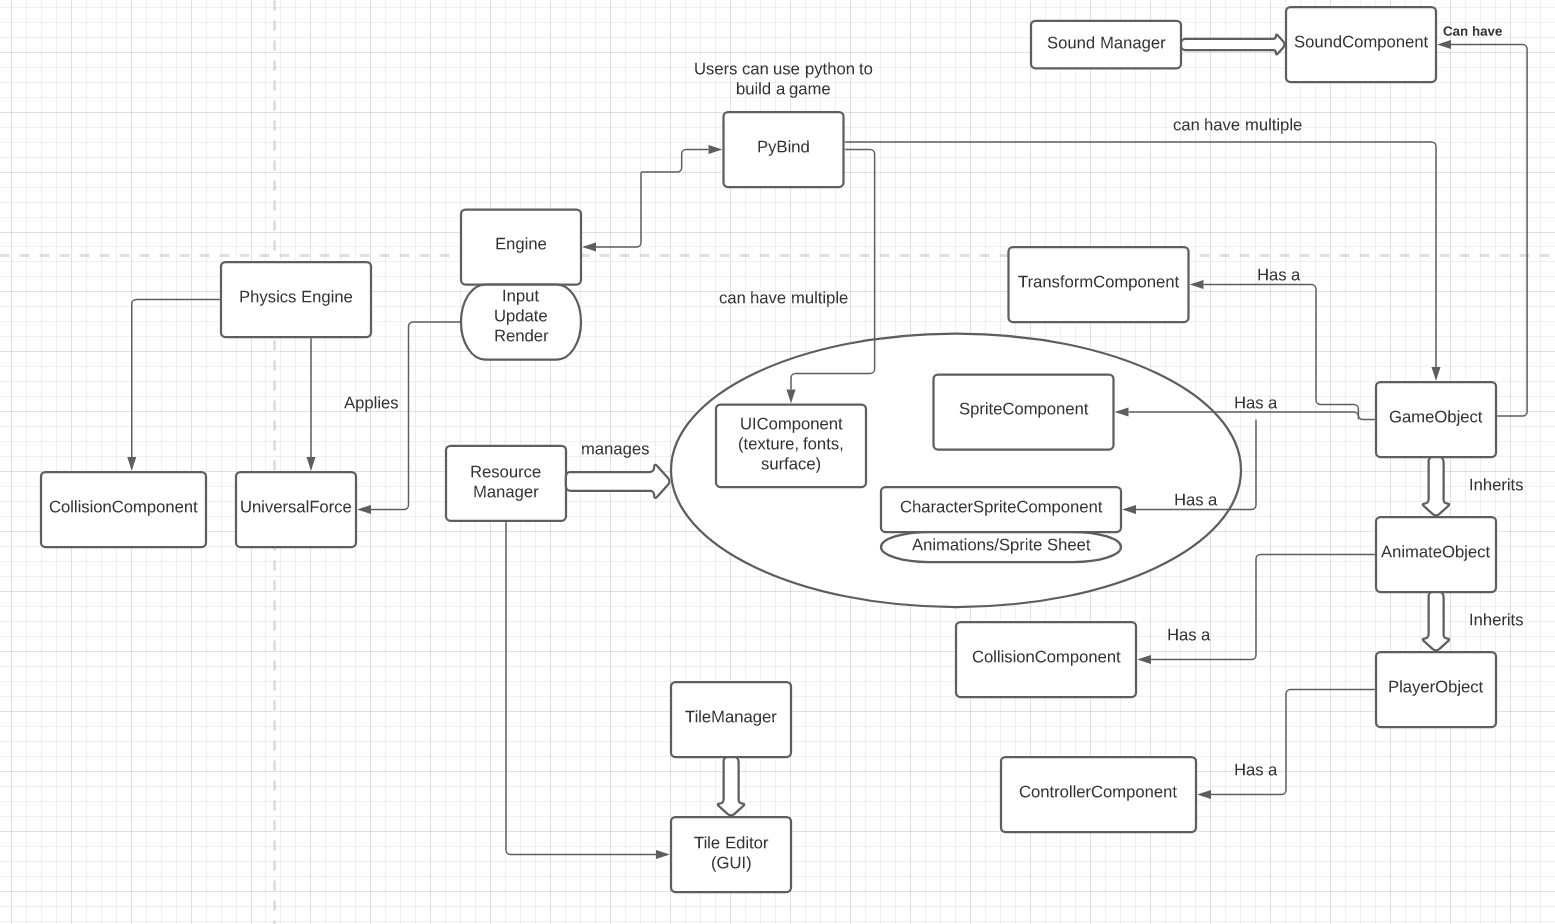 Sound Manager
SoundComponent
Can have
Users can use python to
build a game
PyBind
can have multiple
Engine
Input
Update
Render
Physics Engine
can have multiple
TransformComponent
Has a
Applies
UIComponent
(texture, fonts,
surface)
SpriteComponent
Has a
GameObject
manages
Resource
Manager
CollisionComponent
UniversalForce
CharacterSpriteComponent
Animations/Sprite Sheet
Has a
Inherits
AnimateObject
Inherits
Has a
CollisionComponent
PlayerObject
TileManager
Has a
ControllerComponent
Tile Editor
(GUI)